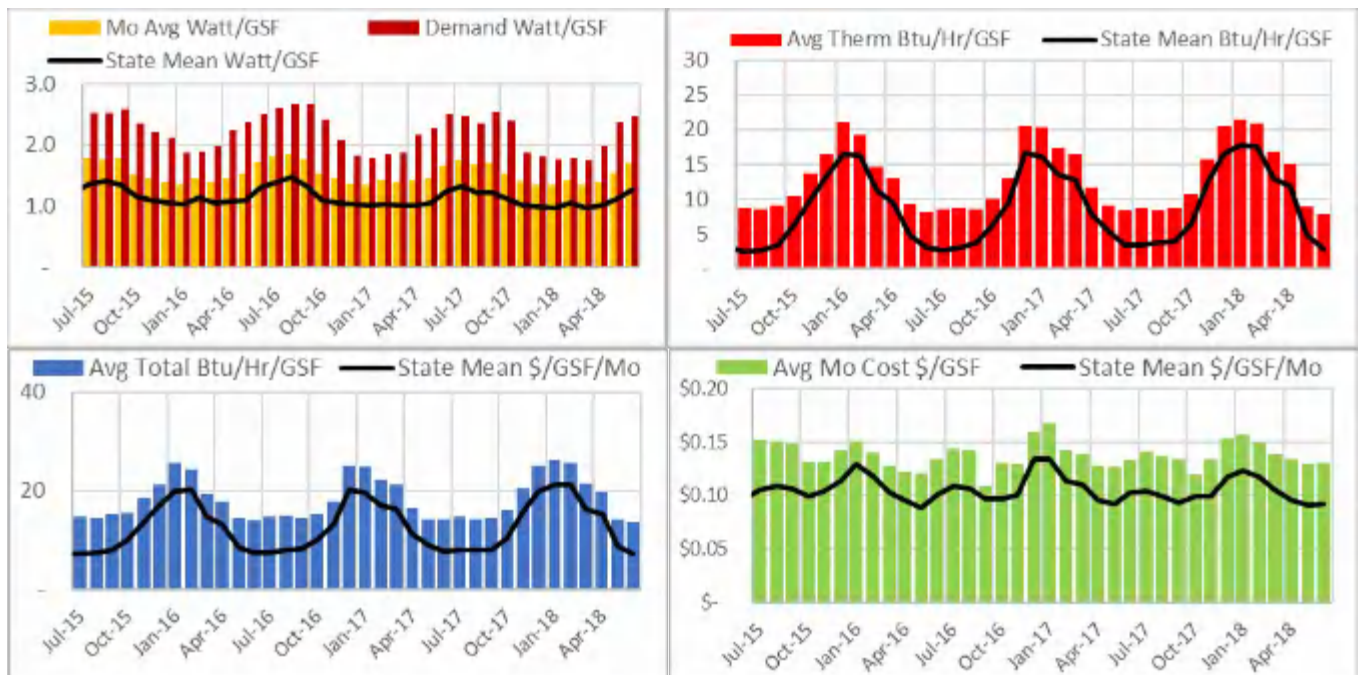 Mo Avg Watt/GSF Demand Watt/GSF
State Mean Watt/GSF
3.0
2.0
1.0
-
Jul-15 Oct-15 Jan-16 Apr-16 Jul-16 Oct-16 Jan-17 Apr-17 Jul-17 Oct-17 Jan-18 Apr-18
Avg Therm Btu/Hr/GSF State Mean Btu/Hr/GSF
30
25
20
15
10
5
-
Jul-15 Oct-15 Jan-16 Apr-16 Jul-16 Oct-16 Jan-17 Apr-17 Jul-17 Oct-17 Jan-18 Apr-18
Avg Total Btu/Hr/GSF State Mean $/GSF/Mo
40
20
-
Jul-15 Oct-15 Jan-16 Apr-16 Jul-16 Oct-16 Jan-17 Apr-17 Jul-17 Oct-17 Jan-18 Apr-18
Avg Mo Cost $/GSF State Mean $/GSF/Mo
$0.20
$0.15
$0.10
$0.05
$-
Jul-15 Oct-15 Jan-16 Apr-16 Jul-16 Oct-16 Jan-17 Apr-17 Jul-17 Oct-17 Jan-18 Apr-18